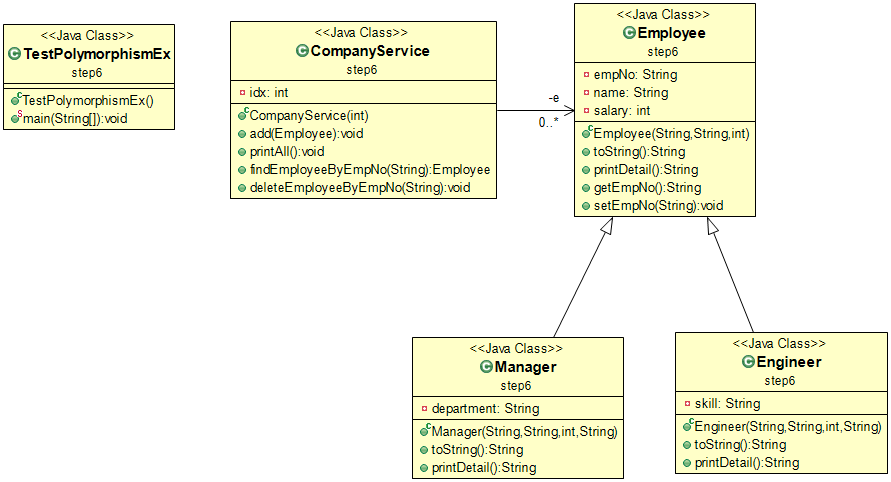 <<Java Class>>
TestPolymorphismEx
step6
TestPolymorphismEx()
main(String[]):void
<<Java Class>>
CompanyService
step6
idx: int
CompanyService(int)
add(Employee):void
printAll():void
findEmployeeByEmpNo(String):Employee
deleteEmployeeByEmpNo(String):void
-e
0..*
<<Java Class>>
Employee
step6
empNo: String
name: String
salary: int
Employee(String,String,int)
toString():String
printDetail():String
getEmpNo():String
setEmpNo(String):void
<<Java Class>>
Manager
step6
department: String
Manager(String,String,int,String)
toString():String
printDetail():String
<<Java Class>>
Engineer
step6
skill: String
Engineer(String,String,int,String)
toString():String
printDetail():String